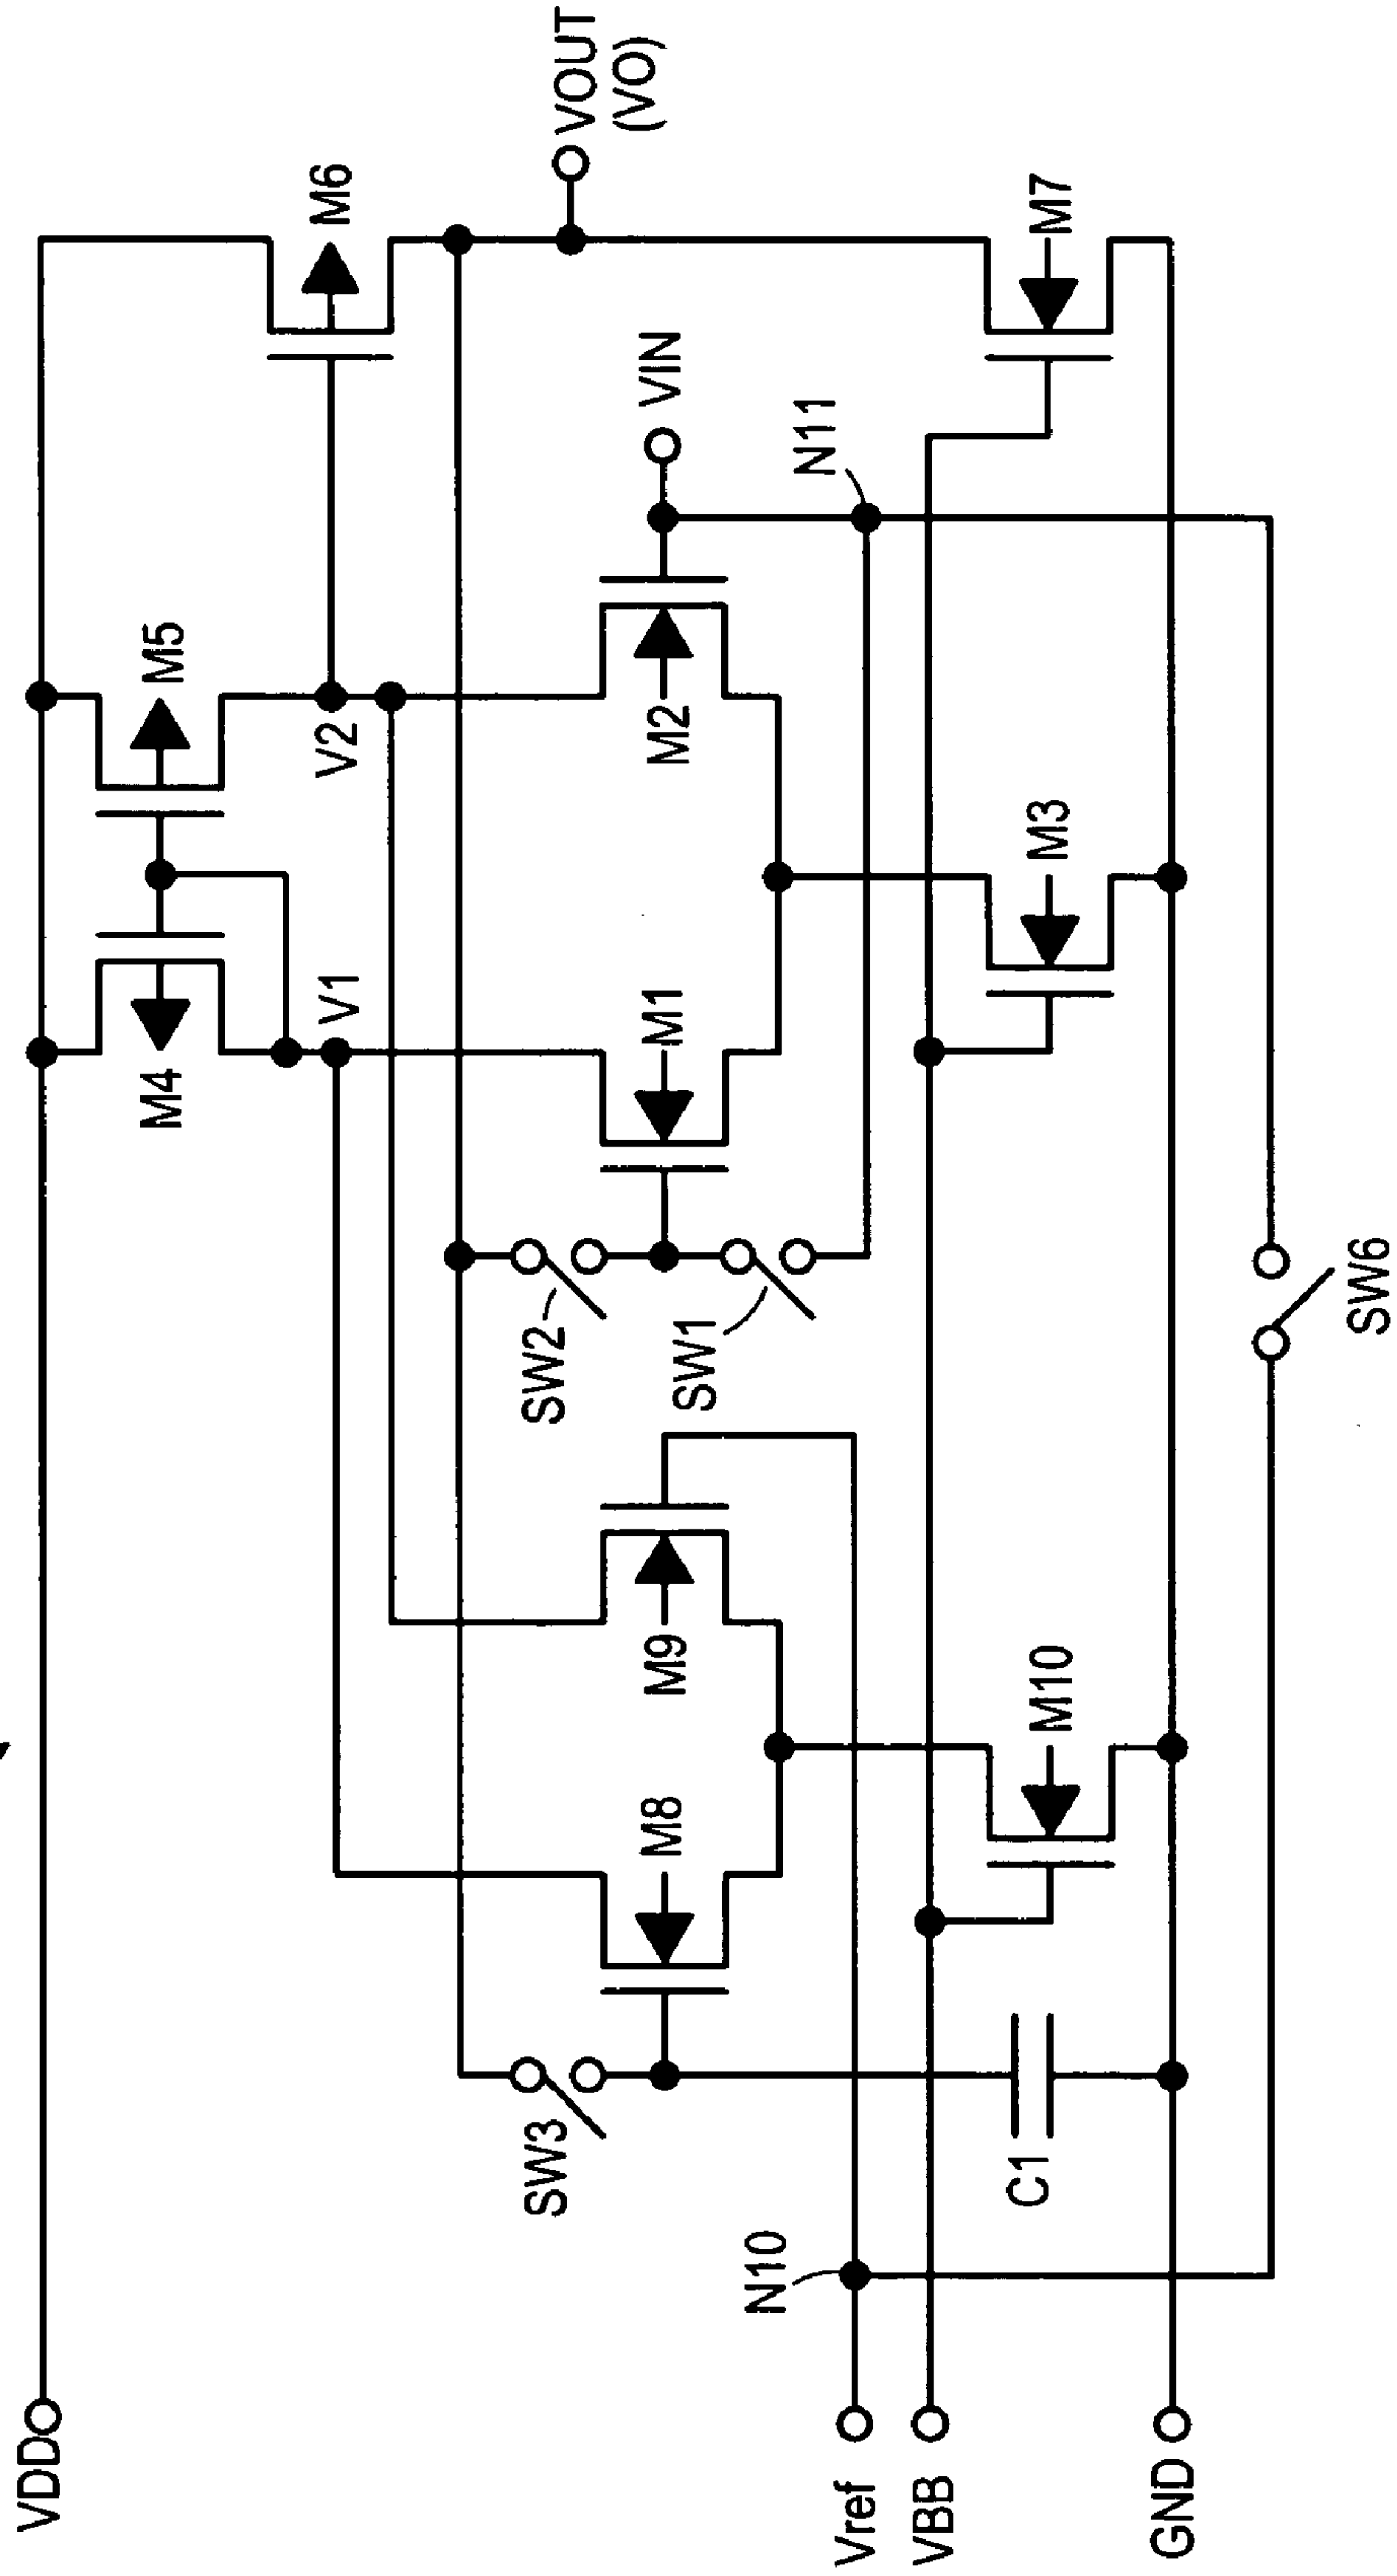 VDD
Vref
VBB
GND
N10
SW3
C1
M8
M9
M10
SW2
SW1
SW6
M4
V1
M1
M3
M5
V2
M2
N11
VIN
M6
M7
VOUT
(VO)